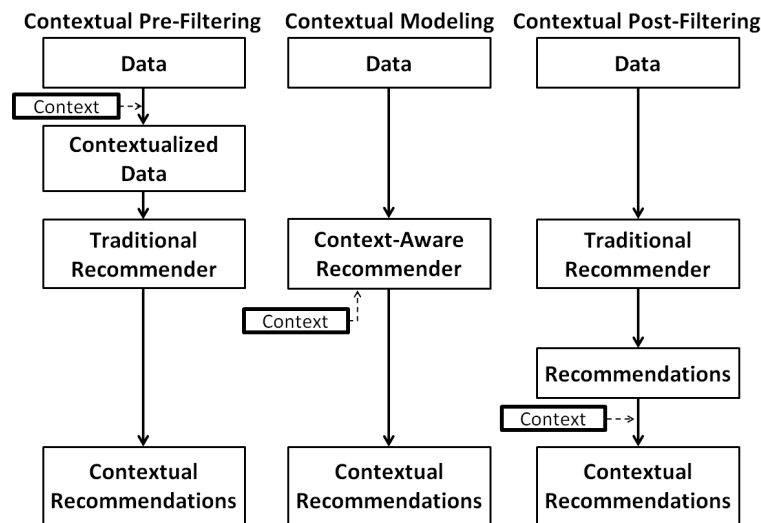 Contextual Pre-Filtering
Data
Context
Contextualized
Data
Traditional
Recommender
Contextual
Recommendations
Contextual Modeling
Data
Context-Aware
Recommender
Context
Contextual
Recommendations
Contextual Post-Filtering
Data
Traditional
Recommender
Recommendations
Context
Contextual
Recommendations